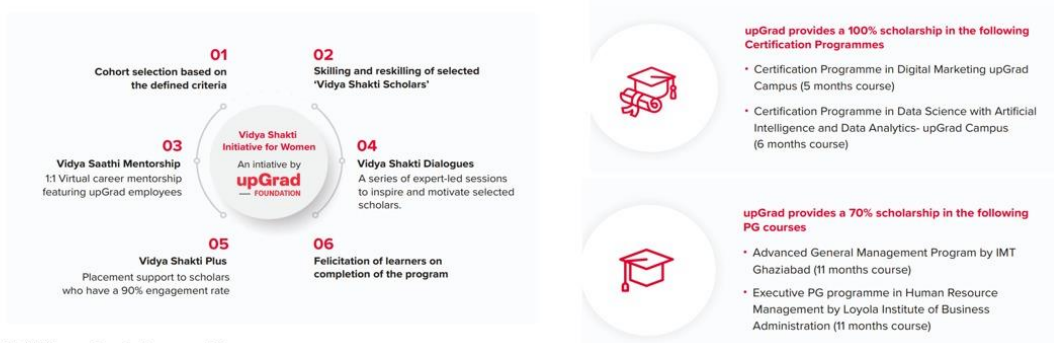 01
Cohort selection based on
the defined criteria
02
Skilling and reskilling of selected
'Vidya Shakti Scholars'
Vidya Shakti
Initiative for Women
An intiative by
upGrad
FOUNDATION
03
Vidya Saathi Mentorship
1:1 Virtual career mentorship
featuring upGrad employees
04
Vidya Shakti Dialogues
A series of expert-led sessions
to inspire and motivate selected
scholars.
05
Vidya Shakti Plus
Placement support to scholars
who have a 90% engagement rate
06
Felicitation of learners on
completion of the program
upGrad provides a 100% scholarship in the following
Certification Programmes
• Certification Programme in Digital Marketing upGrad
Campus (5 months course)
• Certification Programme in Data Science with Artificial
Intelligence and Data Analytics- upGrad Campus
(6 months course)
upGrad provides a 70% scholarship in the following
PG courses
• Advanced General Management Program by IMT
Ghaziabad (11 months course)
• Executive PG programme in Human Resource
Management by Loyola Institute of Business
Administration (11 months course)